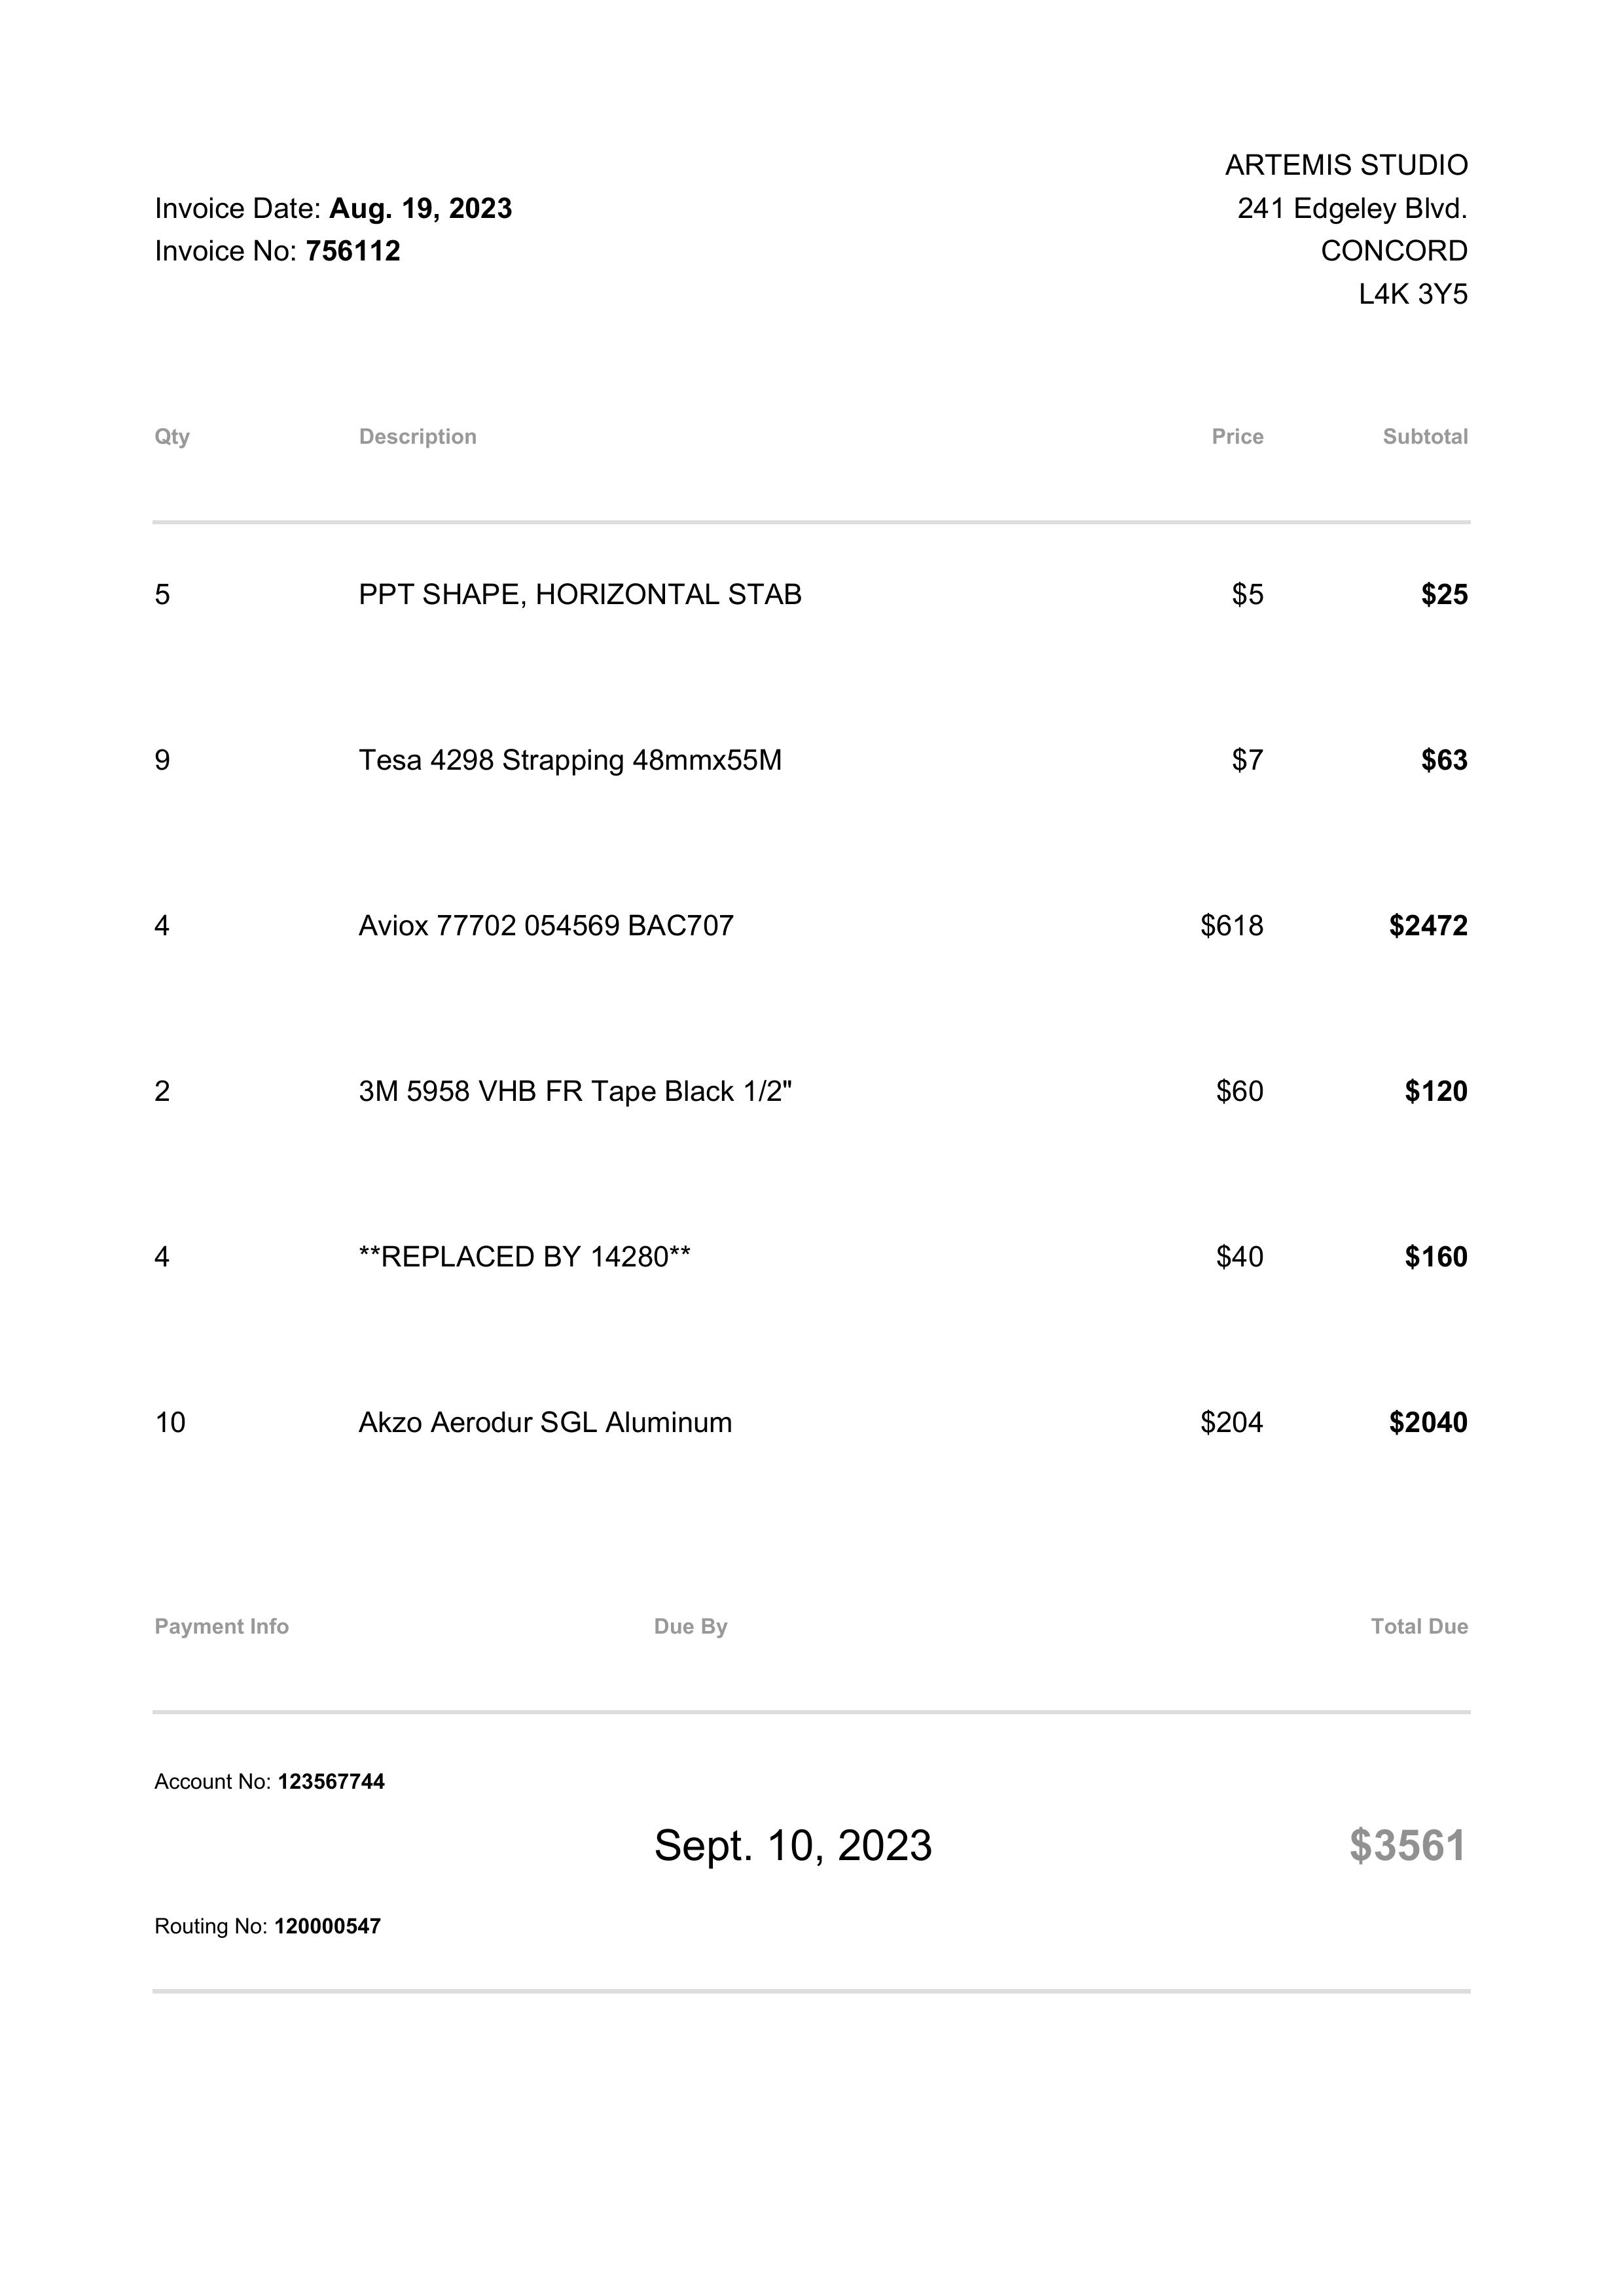 ARTEMIS STUDIO
Invoice Date: Aug. 19, 2023 241 Edgeley Blvd.
Invoice No: 756112 CONCORD
L4K 3Y5
Qty Description Price Subtotal
5 PPT SHAPE, HORIZONTAL STAB $5 $25
9 Tesa 4298 Strapping 48mmx55M $7 $63
4 Aviox 77702 054569 BAC707 $618 $2472
2 3M 5958 VHB FR Tape Black 1/2" $60 $120
4 **REPLACED BY 14280** $40 $160
10 Akzo Aerodur SGL Aluminum $204 $2040
Payment Info Due By Total Due
Account No: 123567744
Sept. 10, 2023 $3561
Routing No: 120000547